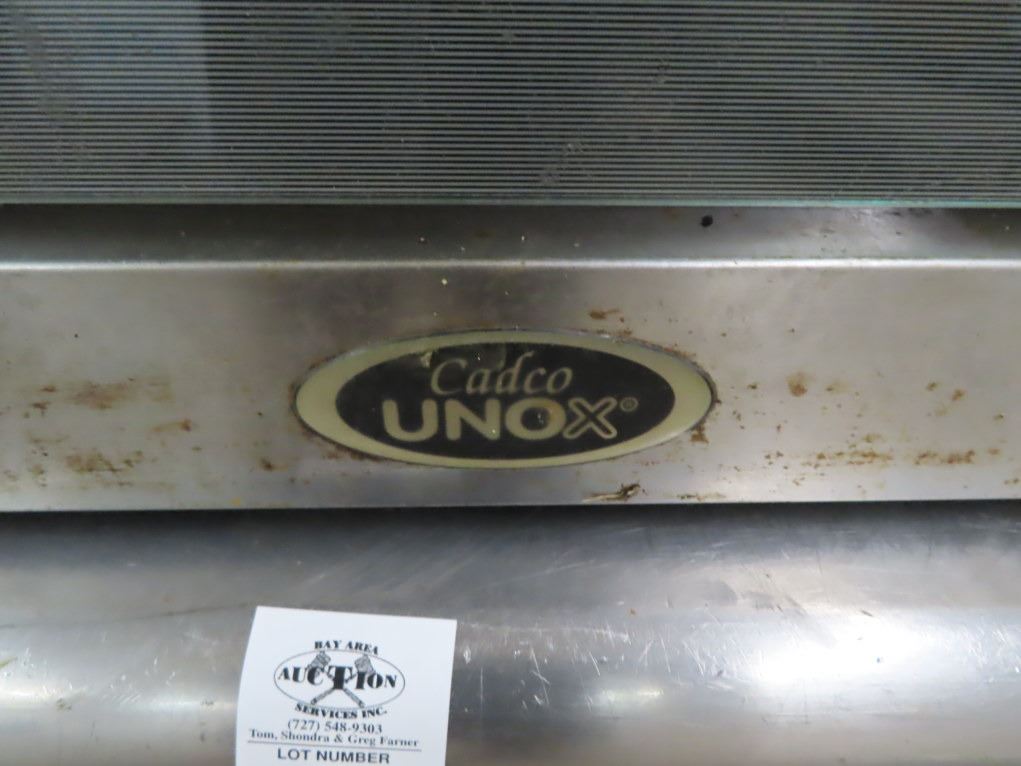 Cadco
UNOX®
BAY AREA
AUCTION
SERVICES INC.
(727) 548-9303
Tom, Shondra & Greg Farner
LOT NUMBER